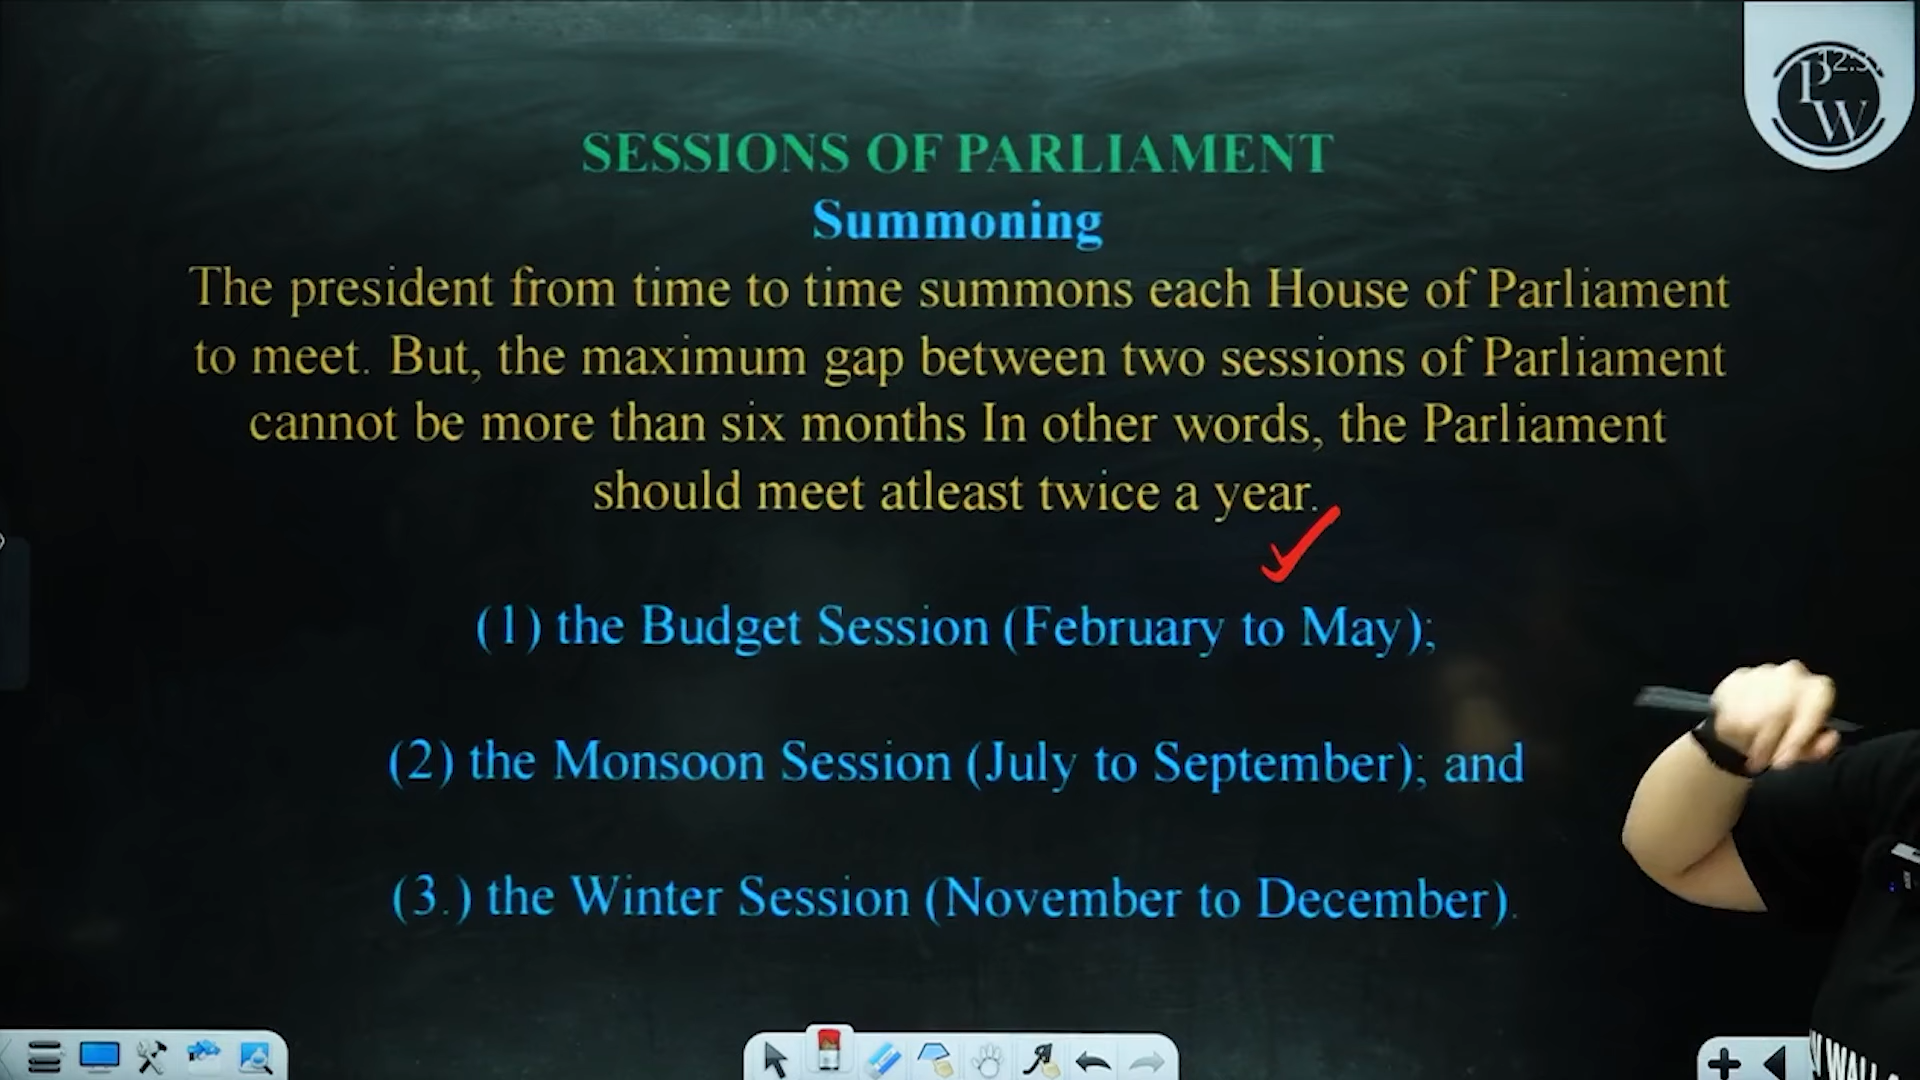 SESSIONS OF PARLIAMENT
Summoning
The president from time to time summons each House of Parliament
to meet. But, the maximum gap between two sessions of Parliament
cannot be more than six months In other words, the Parliament
should meet atleast twice a year.
(1) the Budget Session (February to May);
(2) the Monsoon Session (July to September); and
(3.) the Winter Session (November to December).
PW